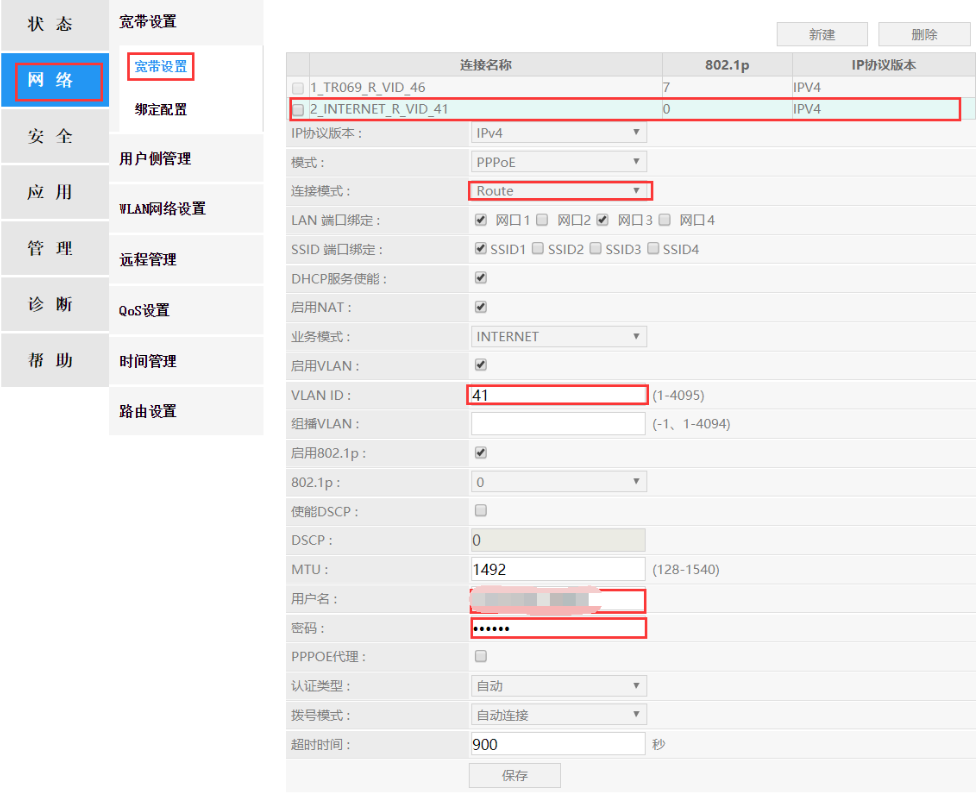 状 态
网 络
安 全
应 用
管 理
诊 断
帮 助
宽带设置
宽带设置
绑定配置
用户侧管理
WLAN网络设置
远程管理
QoS设置
时间管理
路由设置
新建 删除
连接名称 802.1p IP协议版本
1_TR069_R_VID_46 7 IPV4
2_INTERNET_R_VID_41 0 IPV4
IP协议版本： IPv4
模式： PPPoE
连接模式： Route
LAN 端口绑定： 网口1 网口2 网口3 网口4
SSID 端口绑定： SSID1 SSID2 SSID3 SSID4
DHCP服务使能：
启用NAT：
业务模式： INTERNET
启用VLAN：
VLAN ID： 41 (1-4095)
组播VLAN： (-1、1-4094)
启用802.1p：
802.1p： 0
使能DSCP：
DSCP： 0
MTU： 1492 (128-1540)
用户名：
密码： ••••••
PPPOE代理：
认证类型： 自动
拨号模式： 自动连接
超时时间： 900 秒
保存